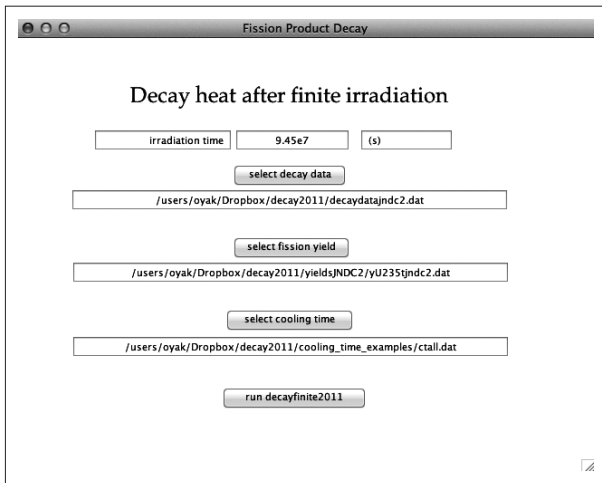 Fission Product Decay
Decay heat after finite irradiation
irradiation time 9.45e7 (s)
select decay data
/users/oyak/Dropbox/decay2011/decaydatajndc2.dat
select fission yield
/users/oyak/Dropbox/decay2011/yieldsJNDC2/yU235tjndc2.dat
select cooling time
/users/oyak/Dropbox/decay2011/cooling_time_examples/ctall.dat
run decayfinite2011